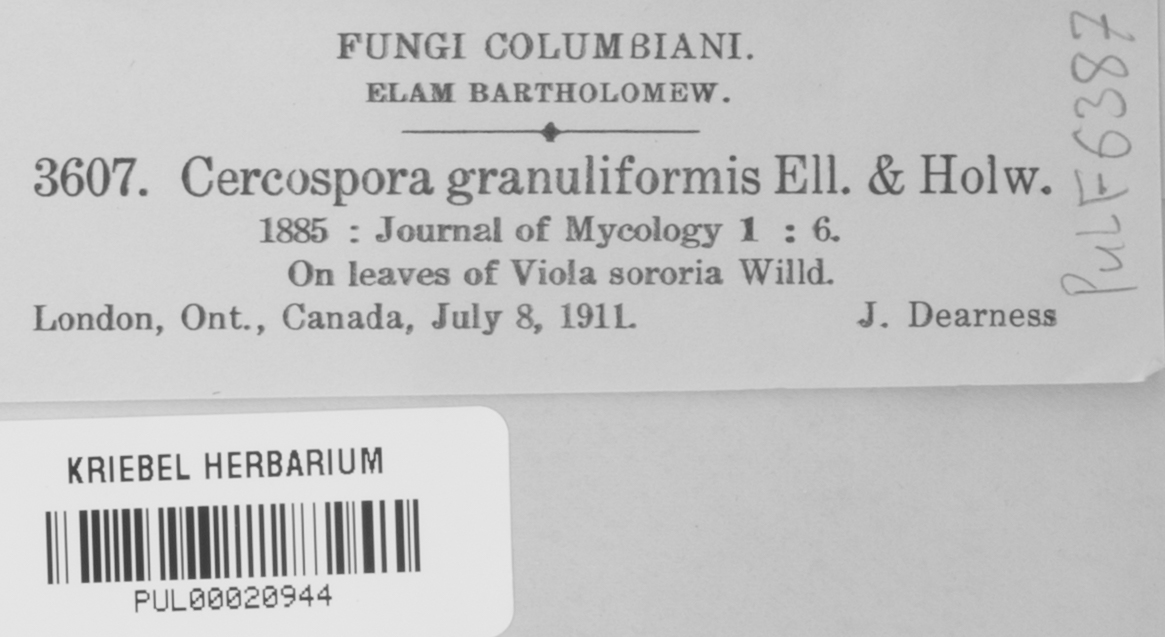 FUNGI COLUMBIANI.
ELAM BARTHOLOMEW.
3607. Cercospora granuliformis Ell. & Holw.
1885 : Journal of Mycology 1 : 6.
On leaves of Viola sororia Willd.
London, Ont., Canada, July 8, 1911. J. Dearness
PuL F6387
KRIEBEL HERBARIUM
PUL00020944